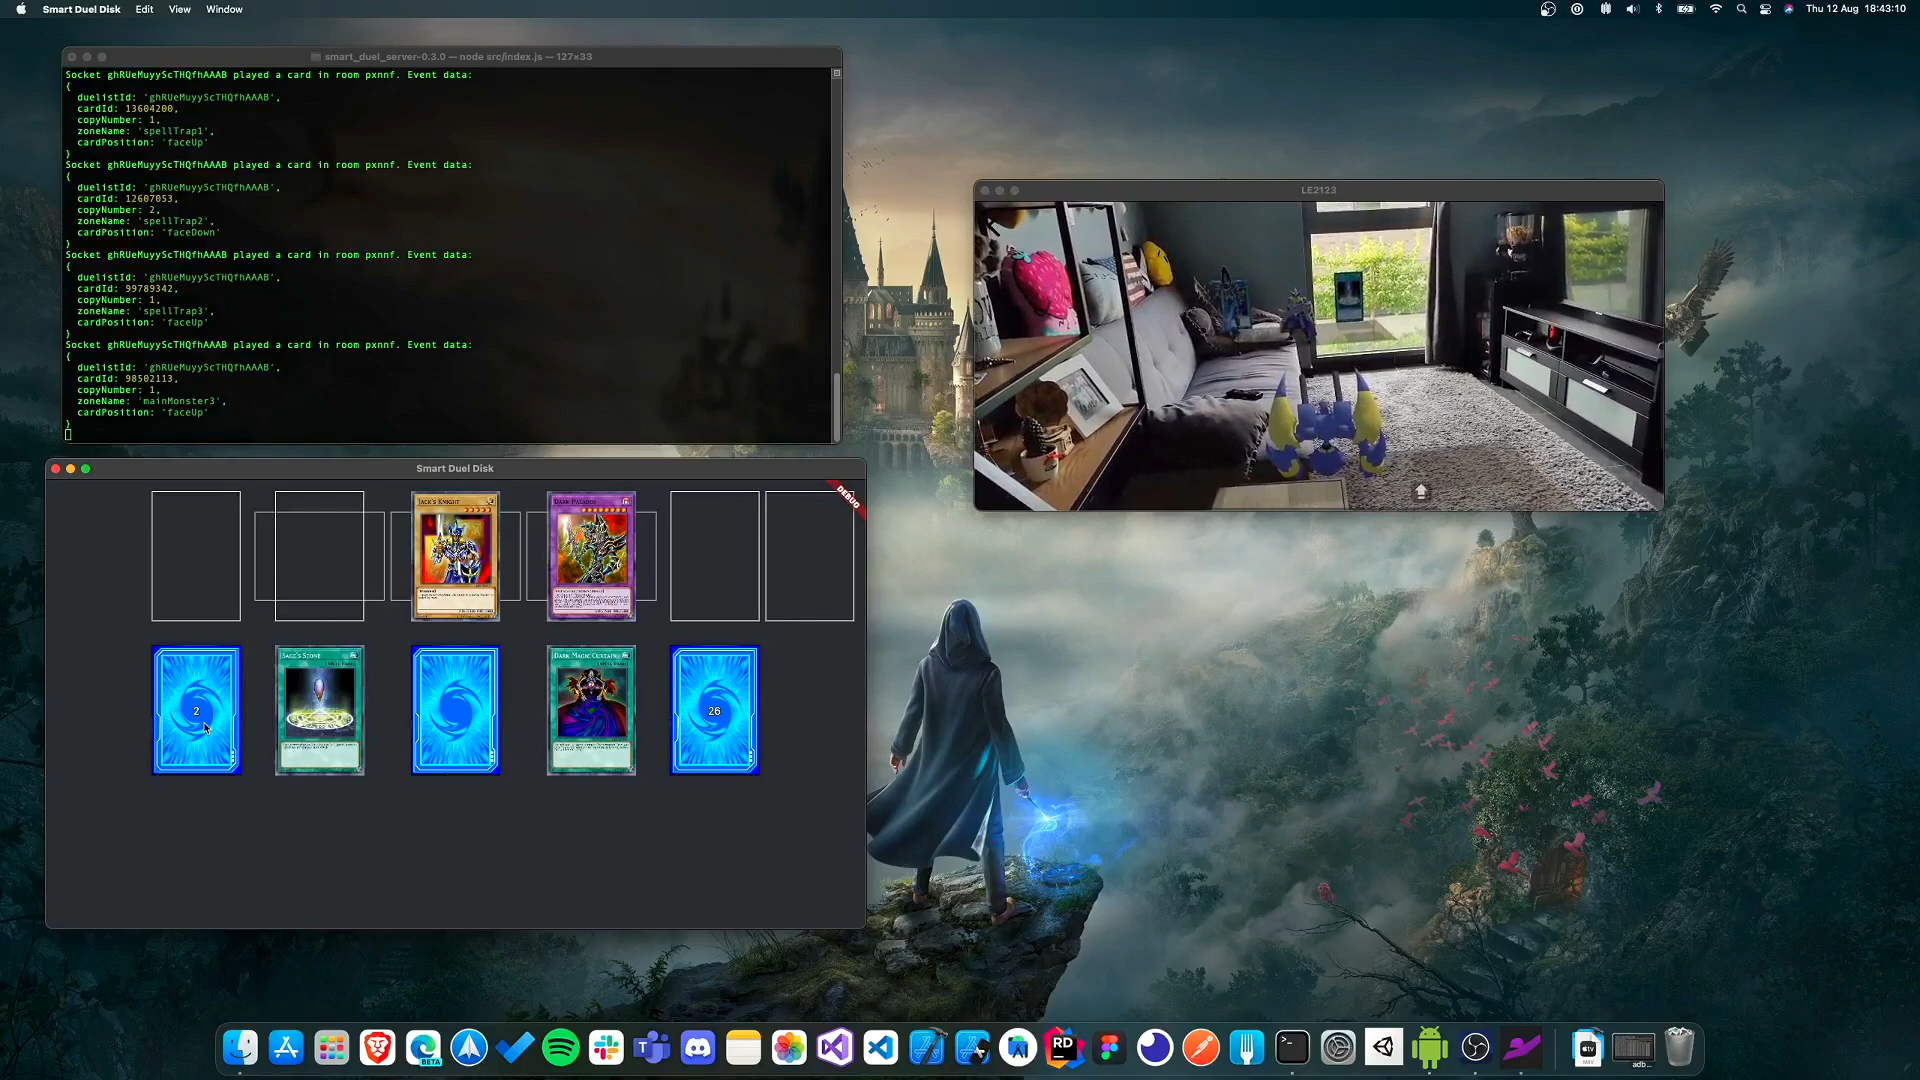 Smart Duel Disk Edit View Window
Thu 12 Aug 18:43:10
smart_duel_server-0.3.0 — node src/index.js — 127×33
Socket ghRUeMuyyScTHQfhAAAB played a card in room pxnnf. Event data:
{
duelistId: 'ghRUeMuyyScTHQfhAAAB',
cardId: 13604200,
copyNumber: 1,
zoneName: 'spellTrap1',
cardPosition: 'faceUp'
}
Socket ghRUeMuyyScTHQfhAAAB played a card in room pxnnf. Event data:
{
duelistId: 'ghRUeMuyyScTHQfhAAAB',
cardId: 12607053,
copyNumber: 2,
zoneName: 'spellTrap2',
cardPosition: 'faceDown'
}
Socket ghRUeMuyyScTHQfhAAAB played a card in room pxnnf. Event data:
{
duelistId: 'ghRUeMuyyScTHQfhAAAB',
cardId: 99789342,
copyNumber: 1,
zoneName: 'spellTrap3',
cardPosition: 'faceUp'
}
Socket ghRUeMuyyScTHQfhAAAB played a card in room pxnnf. Event data:
{
duelistId: 'ghRUeMuyyScTHQfhAAAB',
cardId: 98502113,
copyNumber: 1,
zoneName: 'mainMonster3',
cardPosition: 'faceUp'
}
LE2123
Smart Duel Disk
DEBUG
Jack's Knight
Dark Paladin
2
Sage's Stone
Dark Magic Curtain
26
BETA
T
RD
>_
tv
M4V
adb...